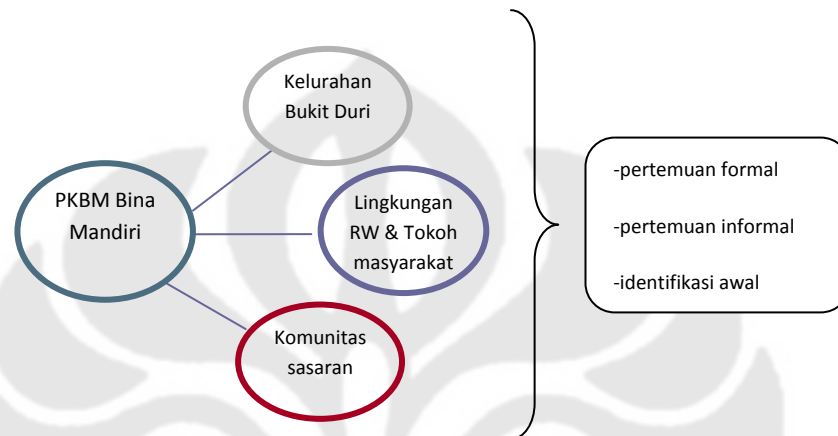 Kelurahan
Bukit Duri
PKBM Bina
Mandiri
Lingkungan
RW & Tokoh
masyarakat
Komunitas
sasaran
-pertemuan formal
-pertemuan informal
-identifikasi awal